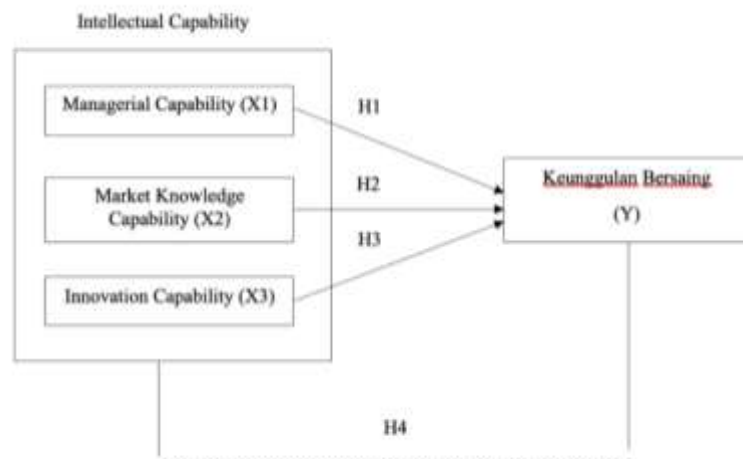 Intellectual Capability
Managerial Capability (X1)
H1
Market Knowledge
Capability (X2)
H2
Keunggulan Bersaing
(Y)
H3
Innovation Capability (X3)
H4